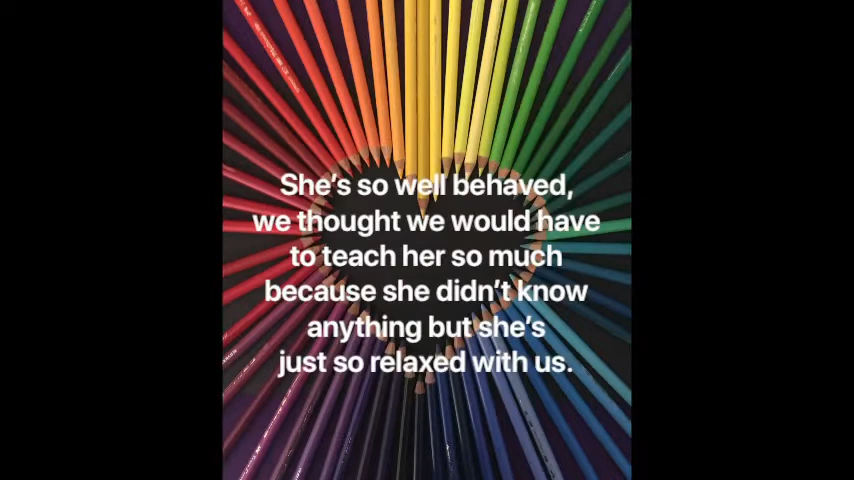 She's so well behaved,
we thought we would have
to teach her so much
because she didn't know
anything but she's
just so relaxed with us.